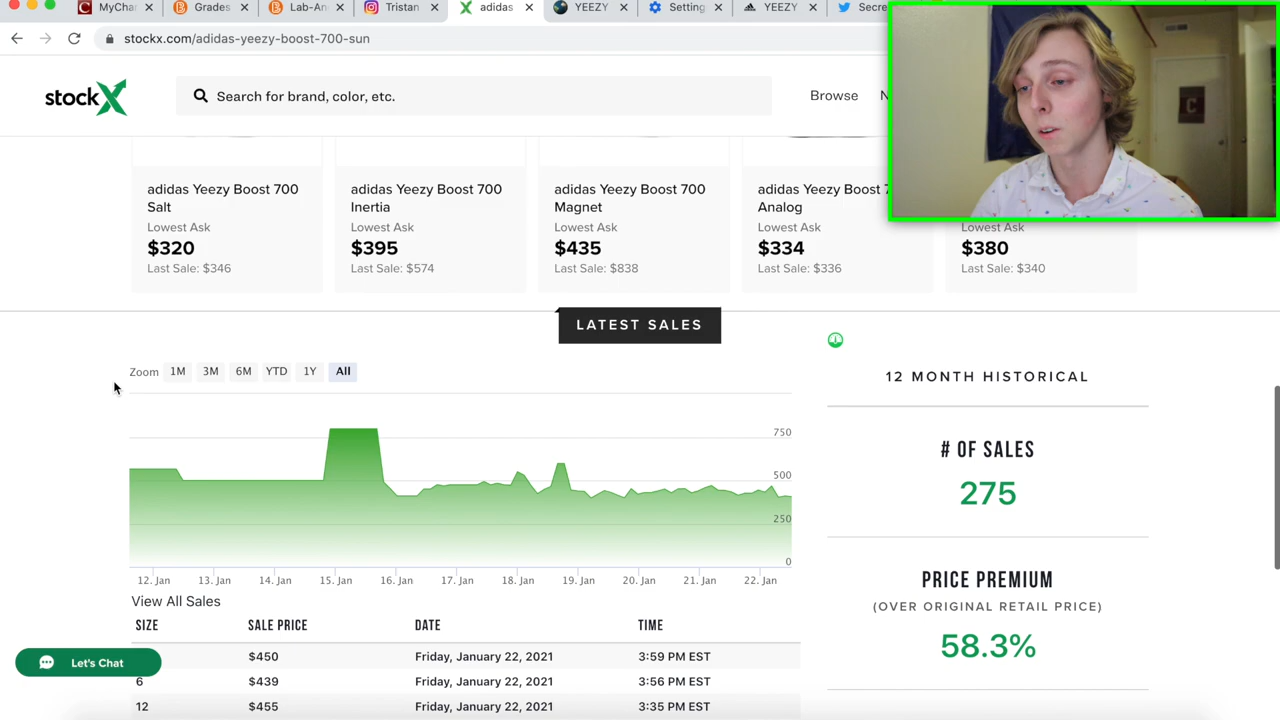 MyChar
Grades
Lab-An
Tristan
adidas
YEEZY
Setting
YEEZY
Secre
stockx.com/adidas-yeezy-boost-700-sun
stockX
Search for brand, color, etc.
Browse
N
C
adidas Yeezy Boost 700
Salt
Lowest Ask
$320
Last Sale: $346
adidas Yeezy Boost 700
Inertia
Lowest Ask
$395
Last Sale: $574
adidas Yeezy Boost 700
Magnet
Lowest Ask
$435
Last Sale: $838
adidas Yeezy Boost 7
Analog
Lowest Ask
$334
Last Sale: $336
Lowest Ask
$380
Last Sale: $340
LATEST SALES
Zoom 1M 3M 6M YTD 1Y All
750
500
250
0
12. Jan 13. Jan 14. Jan 15. Jan 16. Jan 17. Jan 18. Jan 19. Jan 20. Jan 21. Jan 22. Jan
View All Sales
SIZE SALE PRICE DATE TIME
$450 Friday, January 22, 2021 3:59 PM EST
6 $439 Friday, January 22, 2021 3:56 PM EST
12 $455 Friday, January 22, 2021 3:35 PM EST
Let's Chat
12 MONTH HISTORICAL
# OF SALES
275
PRICE PREMIUM
(OVER ORIGINAL RETAIL PRICE)
58.3%